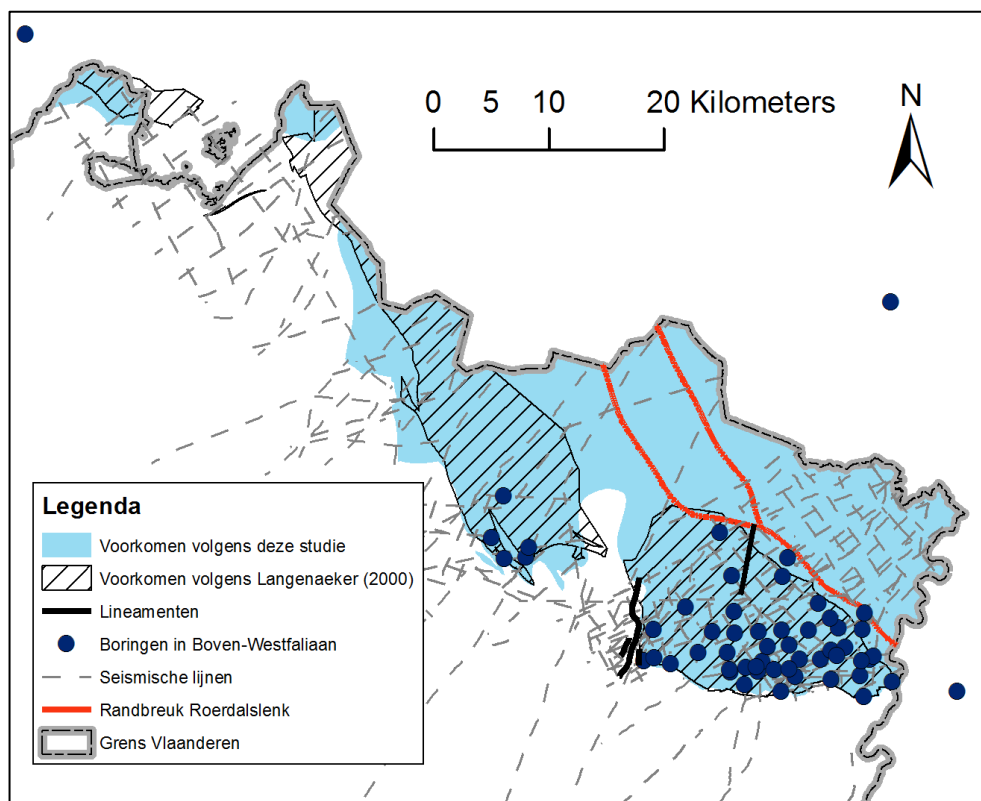 0 5 10 20 Kilometers
N
Legenda
Voorkomen volgens deze studie
Voorkomen volgens Langenaeker (2000)
Lineamenten
Boringen in Boven-Westfaliaan
Seismische lijnen
Randbreuk Roerdalslenk
Grens Vlaanderen